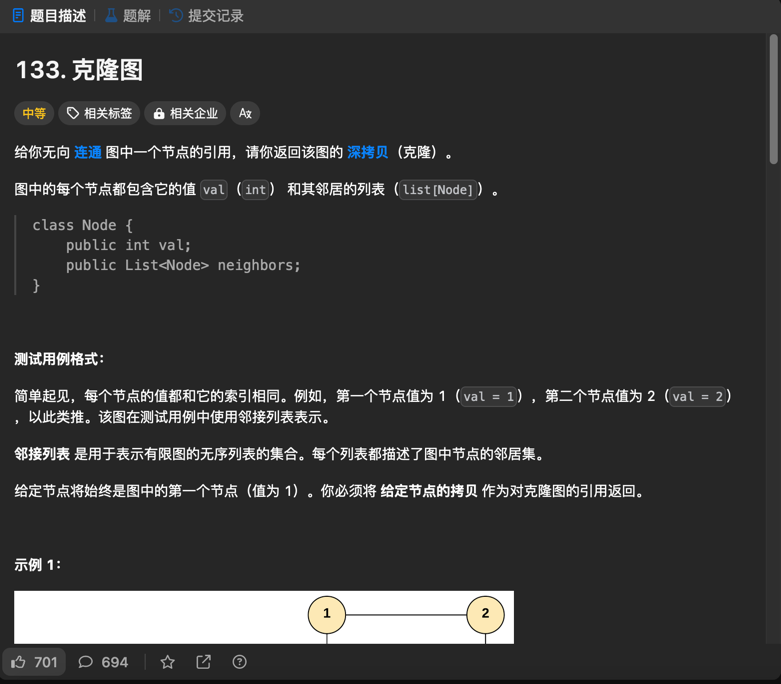 题目描述 题解 提交记录
133. 克隆图
中等 相关标签 相关企业
给你无向 连通 图中一个节点的引用，请你返回该图的 深拷贝（克隆）。
图中的每个节点都包含它的值 val（int） 和其邻居的列表（list[Node]）。
class Node {
    public int val;
    public List<Node> neighbors;
}
测试用例格式：
简单起见，每个节点的值都和它的索引相同。例如，第一个节点值为 1（val = 1），第二个节点值为 2（val = 2）
，以此类推。该图在测试用例中使用邻接列表表示。
邻接列表 是用于表示有限图的无序列表的集合。每个列表都描述了图中节点的邻居集。
给定节点将始终是图中的第一个节点（值为 1）。你必须将 给定节点的拷贝 作为对克隆图的引用返回。
示例 1：
1 2
701 694